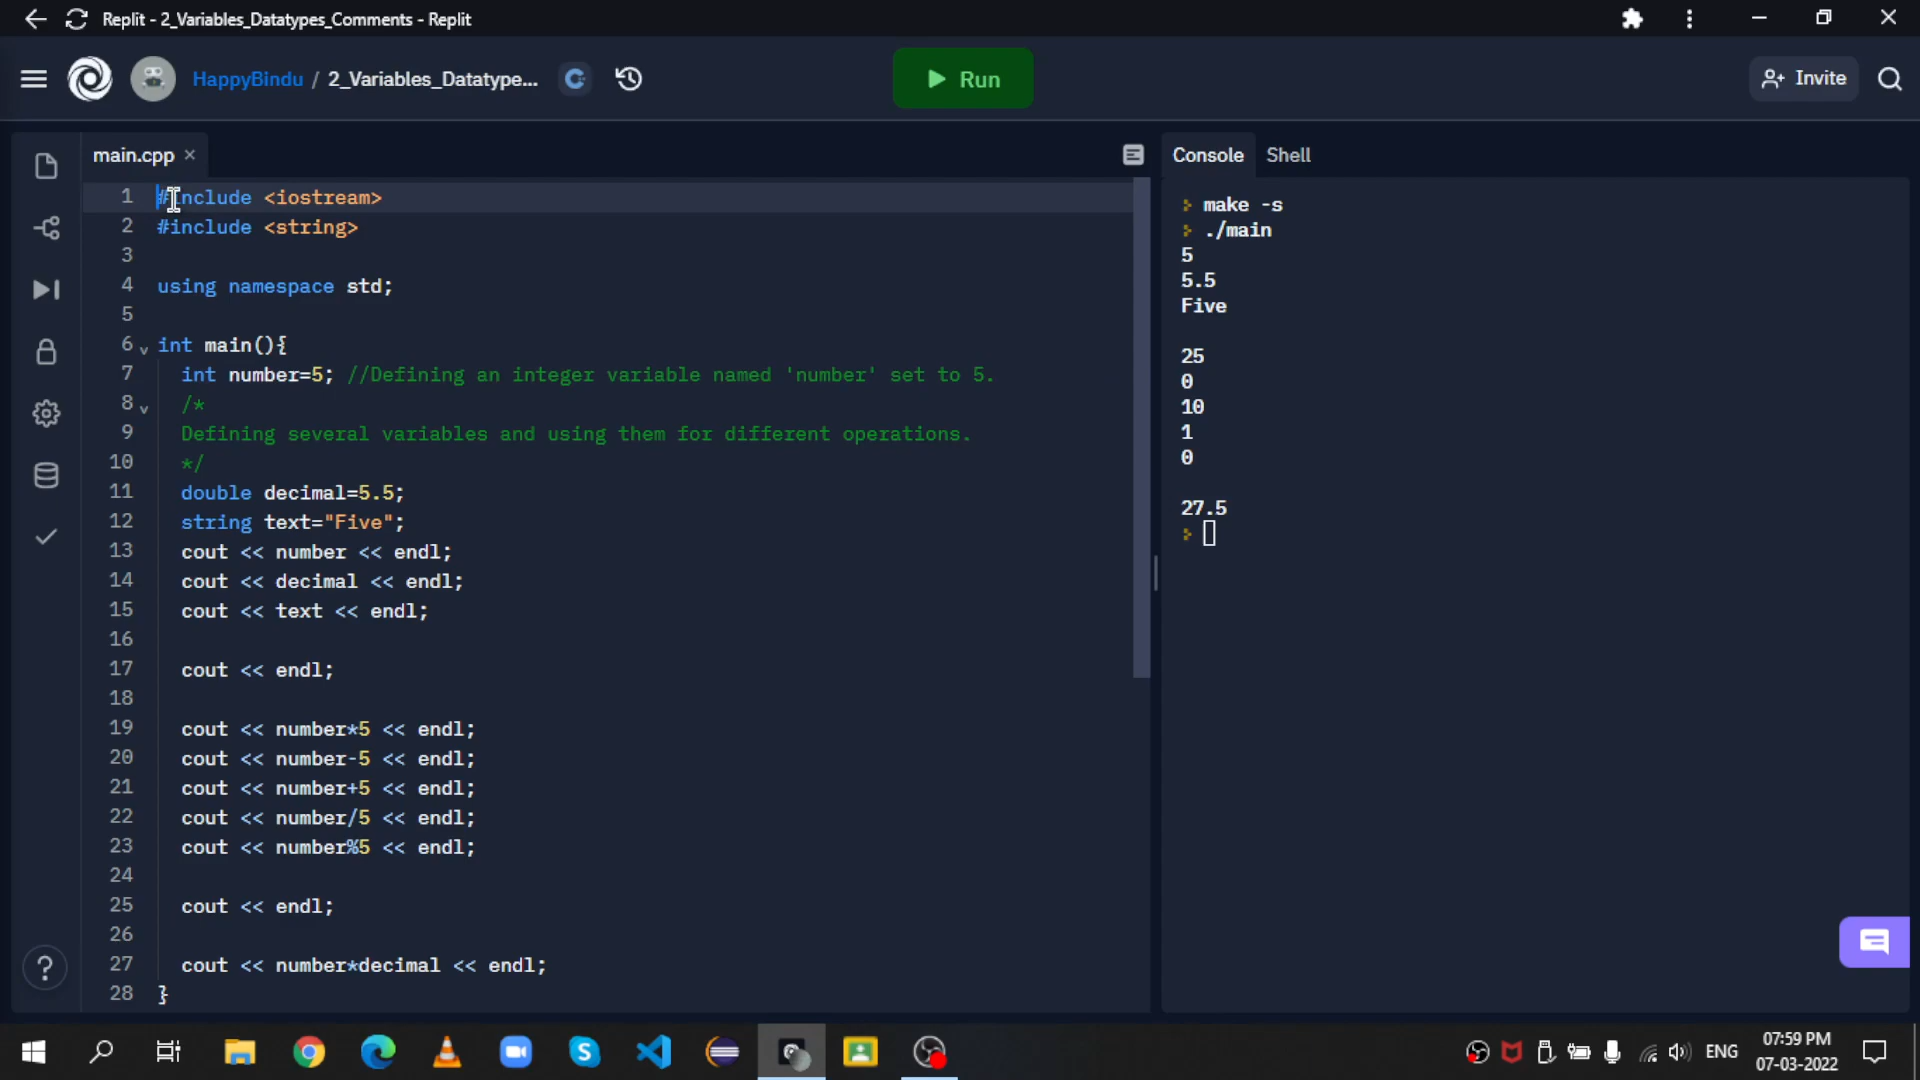 Replit - 2_Variables_Datatypes_Comments - Replit
HappyBindu / 2_Variables_Datatype...
Run
Invite
main.cpp
Console
Shell
1 #include <iostream>
2 #include <string>
3
4 using namespace std;
5
6 int main(){
7 int number=5; //Defining an integer variable named 'number' set to 5.
8 /*
9 Defining several variables and using them for different operations.
10 */
11 double decimal=5.5;
12 string text="Five";
13 cout << number << endl;
14 cout << decimal << endl;
15 cout << text << endl;
16
17 cout << endl;
18
19 cout << number*5 << endl;
20 cout << number-5 << endl;
21 cout << number+5 << endl;
22 cout << number/5 << endl;
23 cout << number%5 << endl;
24
25 cout << endl;
26
27 cout << number*decimal << endl;
28 }
make -s
./main
5
5.5
Five
25
0
10
1
0
27.5
ENG
07:59 PM
07-03-2022